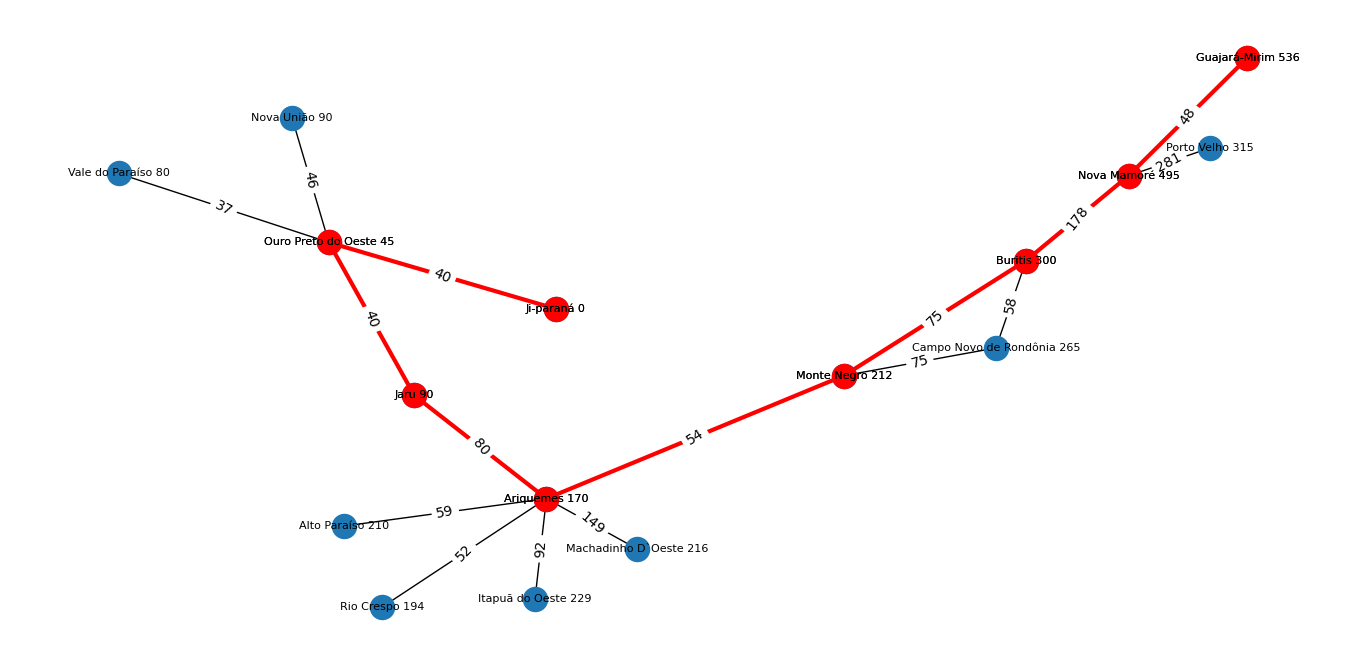 Guajará-Mirim 536
48
Nova União 90
Porto Velho 315
281
Vale do Paraíso 80
Nova Mamoré 495
46
37
178
Ouro Preto do Oeste 45
Buritis 300
40
58
Ji-paraná 0
40
75
Campo Novo de Rondônia 265
75
Monte Negro 212
Jaru 90
54
80
Ariquemes 170
59
149
Alto Paraíso 210
92
Machadinho D`Oeste 216
52
Itapuã do Oeste 229
Rio Crespo 194